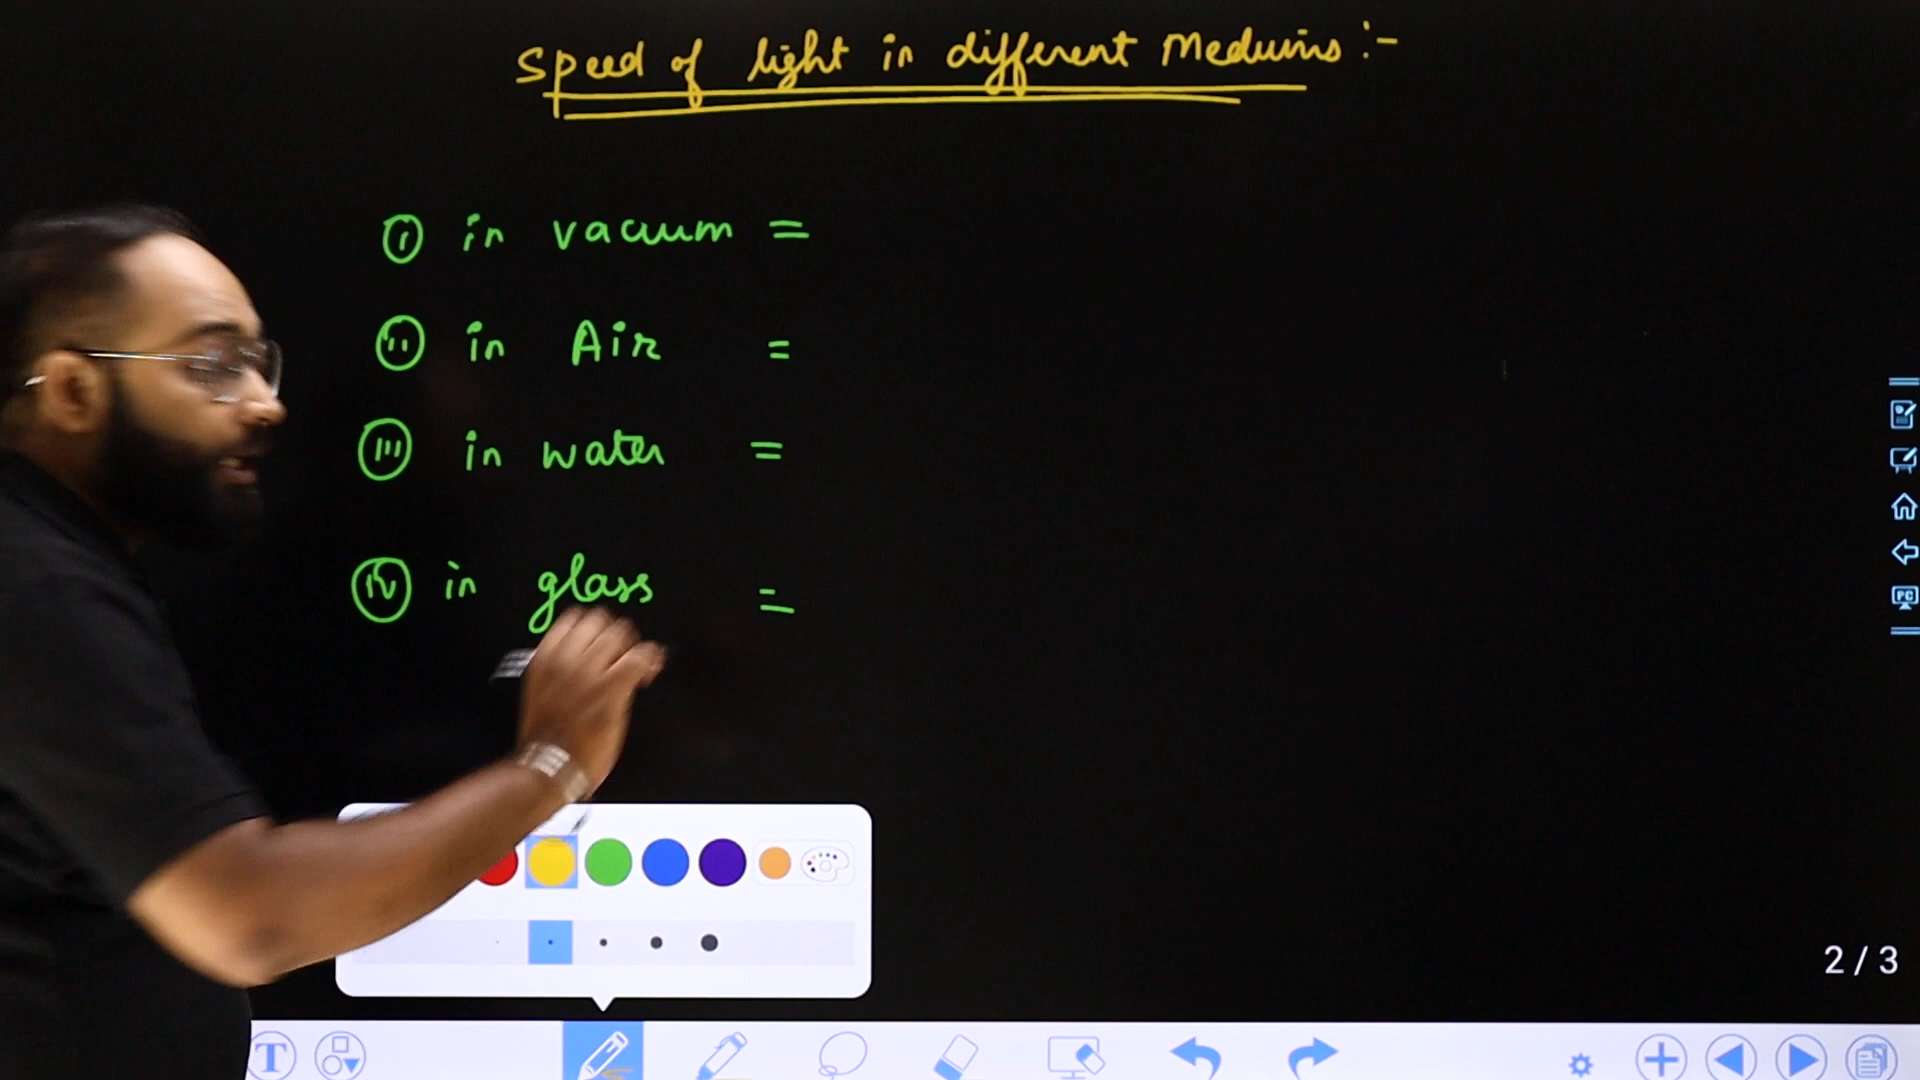 Speed of light in different Mediums :-
(i) in vacuum =
(ii) in Air =
(iii) in water =
(iv) in glass =
PC
2 / 3
T